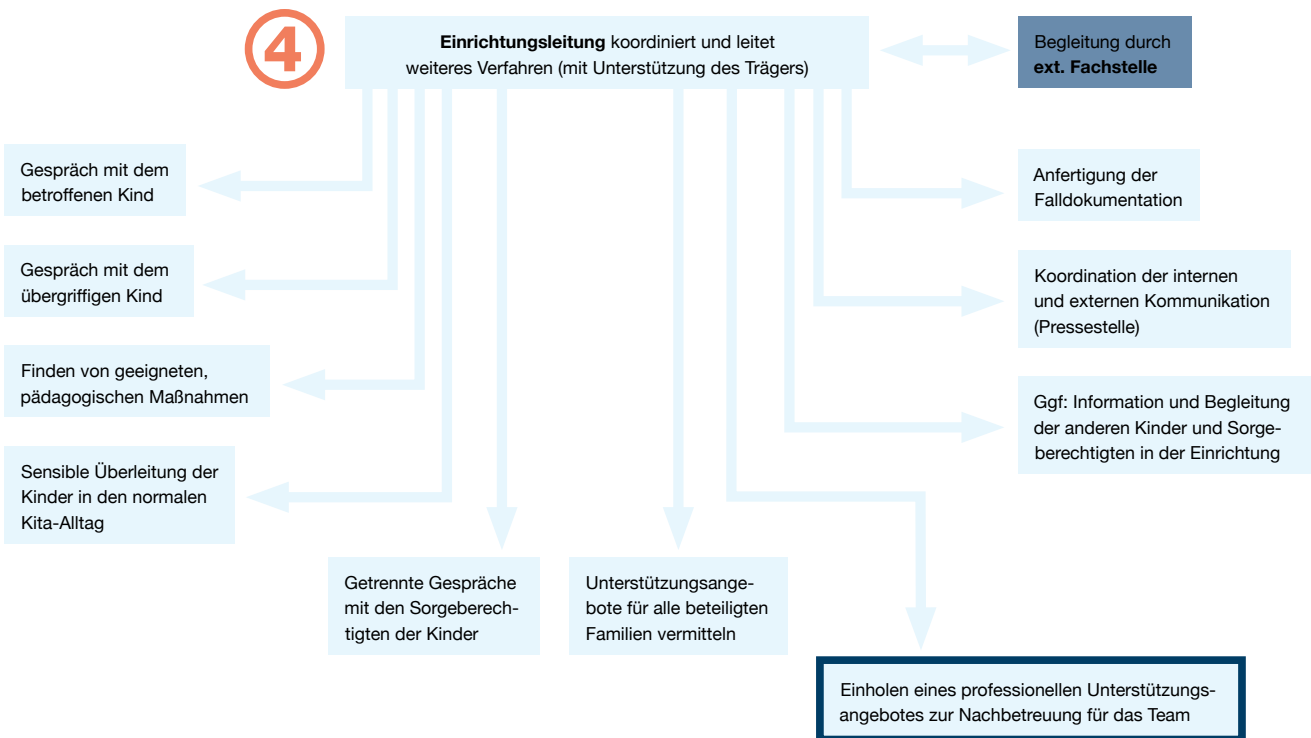 4
Einrichtungsleitung koordiniert und leitet
weiteres Verfahren (mit Unterstützung des Trägers)
Begleitung durch
ext. Fachstelle
Gespräch mit dem
betroffenen Kind
Gespräch mit dem
übergriffigen Kind
Finden von geeigneten,
pädagogischen Maßnahmen
Sensible Überleitung der
Kinder in den normalen
Kita-Alltag
Getrennte Gespräche
mit den Sorgeberech-
tigten der Kinder
Unterstützungsange-
bote für alle beteiligten
Familien vermitteln
Anfertigung der
Falldokumentation
Koordination der internen
und externen Kommunikation
(Pressestelle)
Ggf: Information und Begleitung
der anderen Kinder und Sorge-
berechtigten in der Einrichtung
Einholen eines professionellen Unterstützungs-
angebotes zur Nachbetreuung für das Team